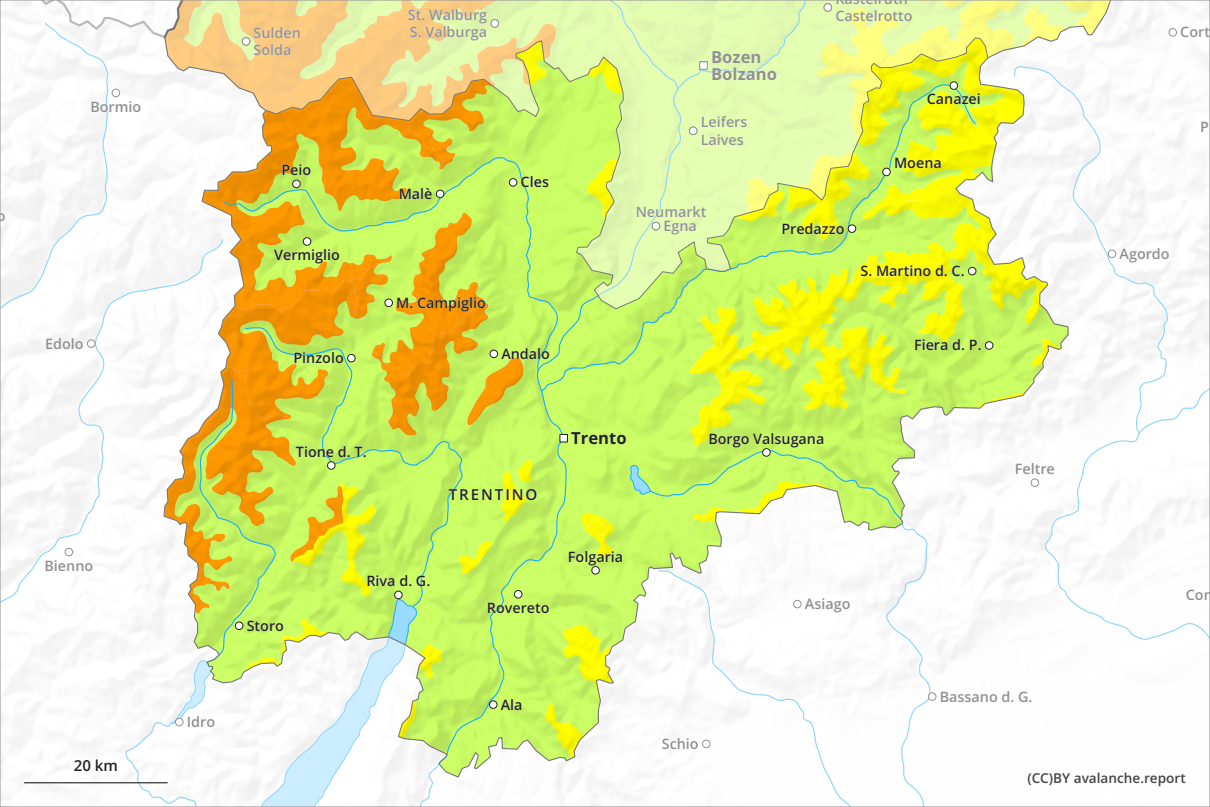 St. Walburg
S. Valburga
Kastelruth
Castelrotto
Sulden
Solda
Cort
Bozen
Bolzano
Bormio
Canazei
Leifers
Laives
P
Moena
Peio
Malè
Cles
Neumarkt
Egna
Predazzo
Vermiglio
Agordo
S. Martino d. C.
M. Campiglio
Edolo
Pinzolo
Andalo
Fiera d. P.
Trento
Borgo Valsugana
Tione d. T.
Feltre
TRENTINO
Bienno
Folgaria
Riva d. G.
Cor
Rovereto
Asiago
Storo
Bassano d. G.
Ala
Idro
Schio
20 km
(CC)BY avalanche.report